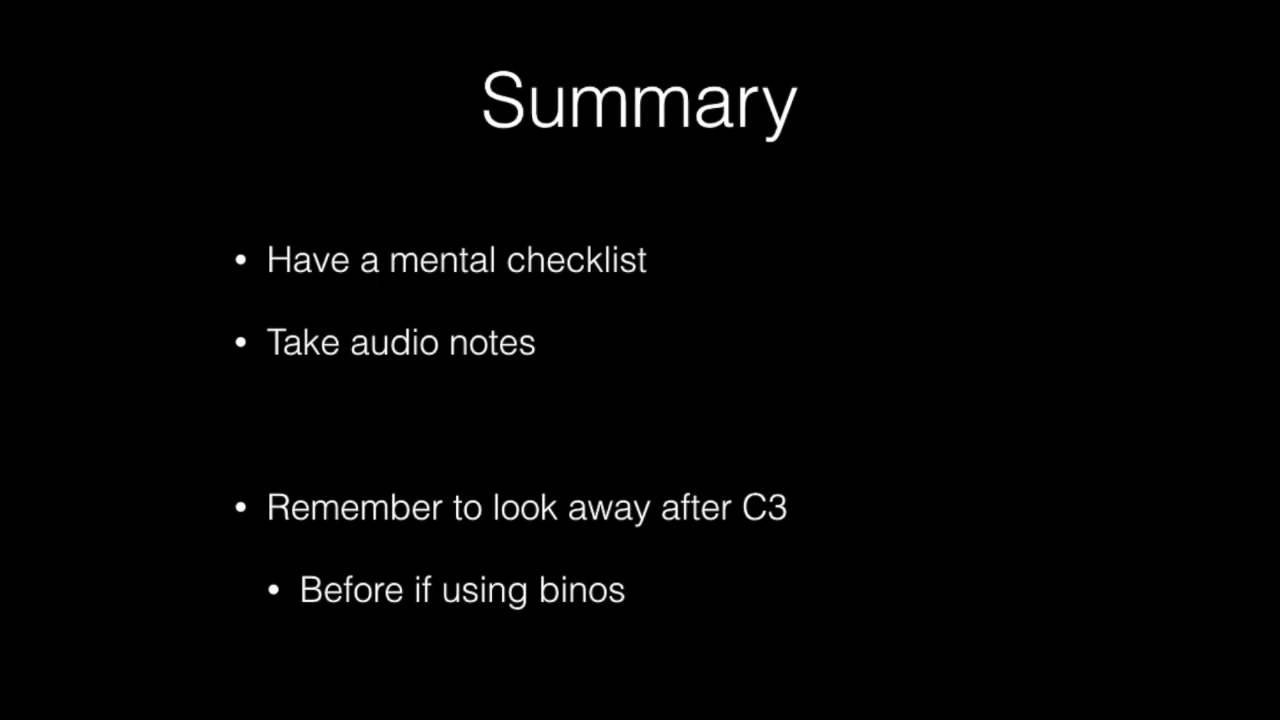 Summary
• Have a mental checklist
• Take audio notes
• Remember to look away after C3
• Before if using binos